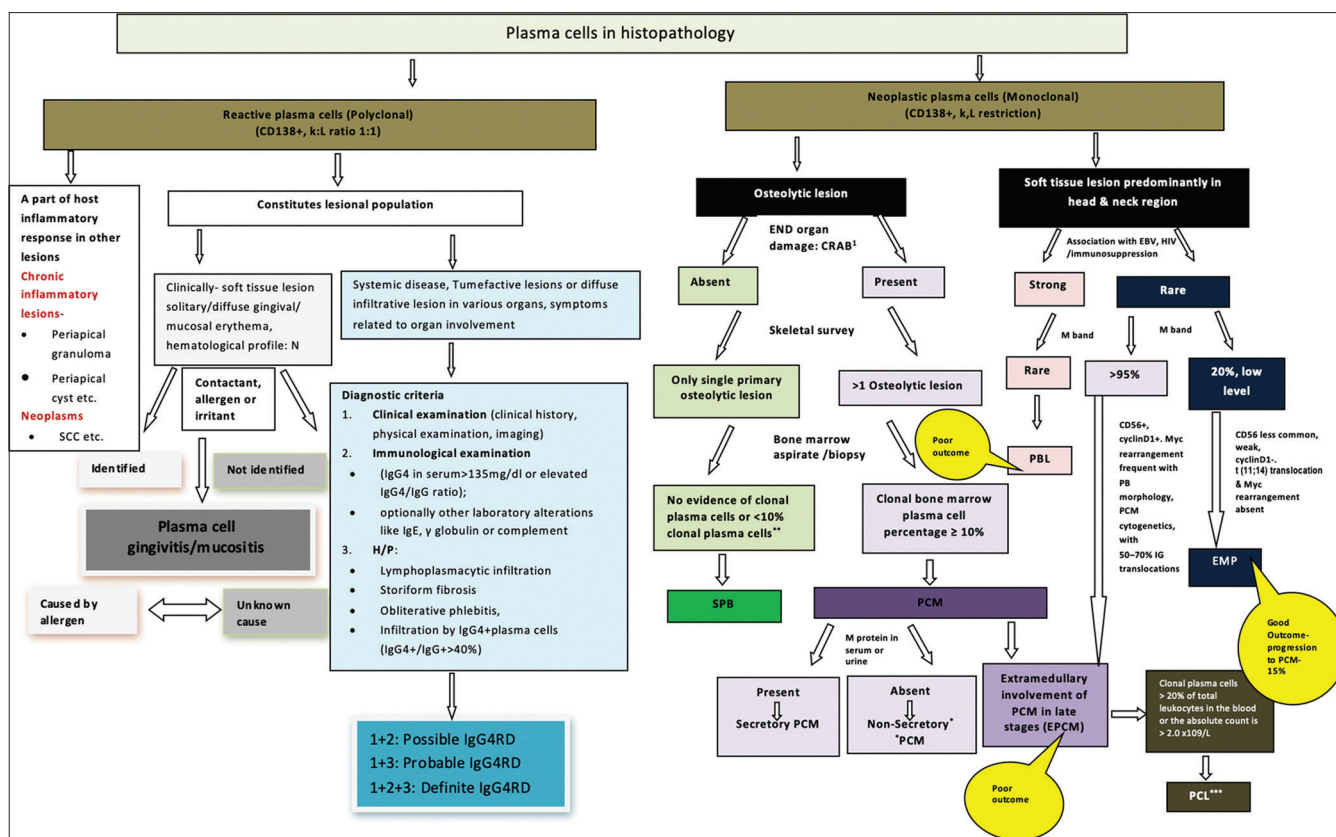 Plasma cells in histopathology
Reactive plasma cells (Polyclonal)
(CD138+, k:L ratio 1:1)
A part of host
inflammatory
response in other
lesions
Chronic
inflammatory
lesions-
• Periapical
granuloma
• Periapical
cyst etc.
Neoplasms
• SCC etc.
Constitutes lesional population
Clinically- soft tissue lesion
solitary/diffuse gingival/
mucosal erythema,
hematological profile: N
Contactant,
allergen or
irritant
Identified
Not identified
Plasma cell
gingivitis/mucositis
Caused by
allergen
Unknown
cause
Systemic disease, Tumefactive lesions or diffuse
infiltrative lesion in various organs, symptoms
related to organ involvement
Diagnostic criteria
1. Clinical examination (clinical history,
physical examination, imaging)
2. Immunological examination
• (IgG4 in serum>135mg/dl or elevated
IgG4/IgG ratio);
• optionally other laboratory alterations
like IgE, γ globulin or complement
3. H/P:
• Lymphoplasmacytic infiltration
• Storiform fibrosis
• Obliterative phlebitis,
• Infiltration by IgG4+plasma cells
(IgG4+/IgG+>40%)
1+2: Possible IgG4RD
1+3: Probable IgG4RD
1+2+3: Definite IgG4RD
Neoplastic plasma cells (Monoclonal)
(CD138+, k,L restriction)
Osteolytic lesion
END organ
damage: CRAB1
Absent
Present
Skeletal survey
Only single primary
osteolytic lesion
>1 Osteolytic lesion
Bone marrow
aspirate /biopsy
No evidence of clonal
plasma cells or <10%
clonal plasma cells**
Clonal bone marrow
plasma cell
percentage ≥ 10%
SPB
PCM
M protein in
serum or
urine
Present
Secretory PCM
Absent
Non-Secretory*
*PCM
Extramedullary
involvement of
PCM in late
stages (EPCM)
Poor
outcome
Soft tissue lesion predominantly in
head & neck region
Association with EBV, HIV
/immunosuppression
Strong
Rare
M band
M band
Rare
>95%
20%, low
level
Poor
outcome
PBL
CD56+,
cyclinD1+. Myc
rearrangement
frequent with
PB
morphology,
PCM
cytogenetics,
with
50–70% IG
translocations
CD56 less common,
weak,
cyclinD1-.
t (11;14) translocation
& Myc
rearrangement
absent
EMP
Good
Outcome-
progression
to PCM-
15%
Clonal plasma cells
> 20% of total
leukocytes in the blood
or the absolute count is
> 2.0 x109/L
PCL***